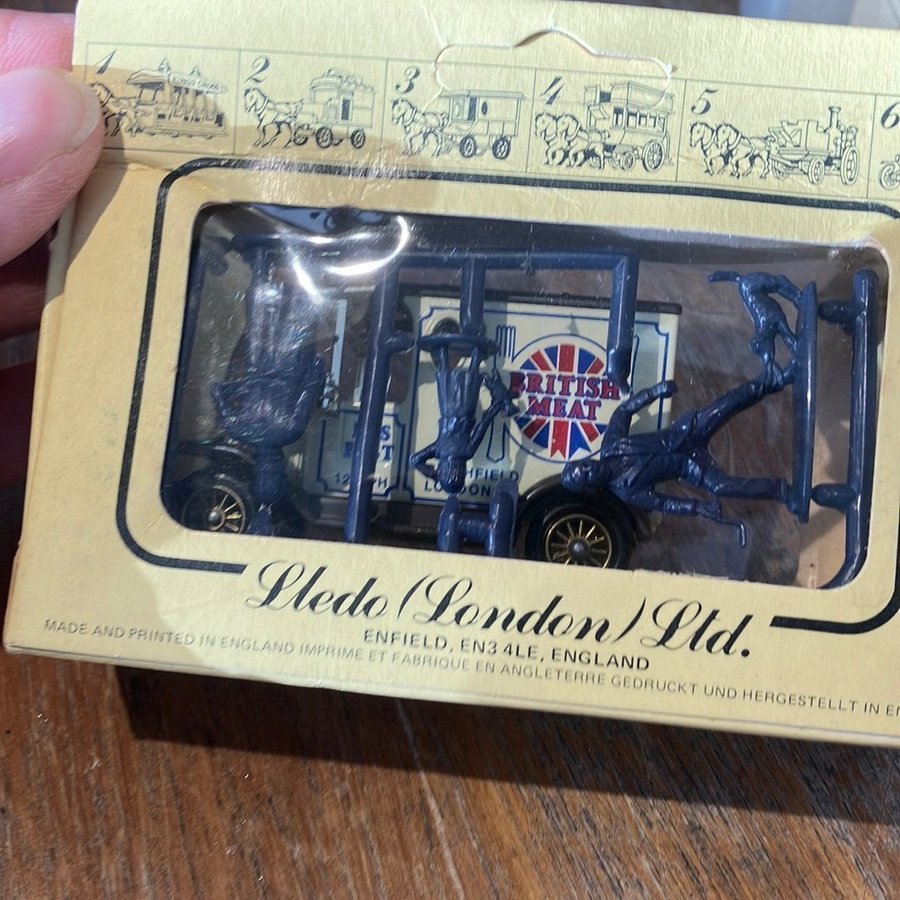 1 2 3 4 5 6
BRITISH
MEAT
LONDON
Lledo (London) Ltd.
ENFIELD, EN3 4LE, ENGLAND
MADE AND PRINTED IN ENGLAND IMPRIME ET FABRIQUE EN ANGLETERRE GEDRUCKT UND HERGESTELLT IN EN